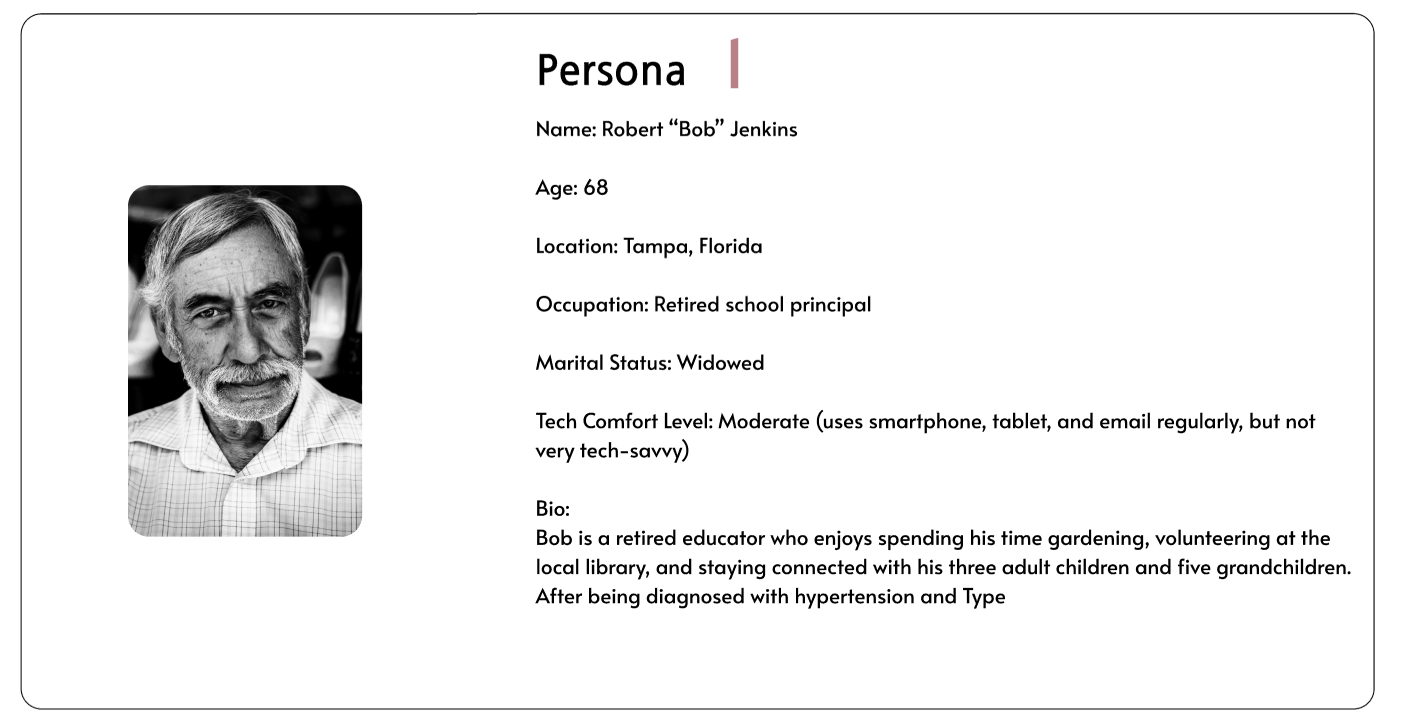 Persona 1
Name: Robert “Bob” Jenkins
Age: 68
Location: Tampa, Florida
Occupation: Retired school principal
Marital Status: Widowed
Tech Comfort Level: Moderate (uses smartphone, tablet, and email regularly, but not
very tech-savvy)
Bio:
Bob is a retired educator who enjoys spending his time gardening, volunteering at the
local library, and staying connected with his three adult children and five grandchildren.
After being diagnosed with hypertension and Type